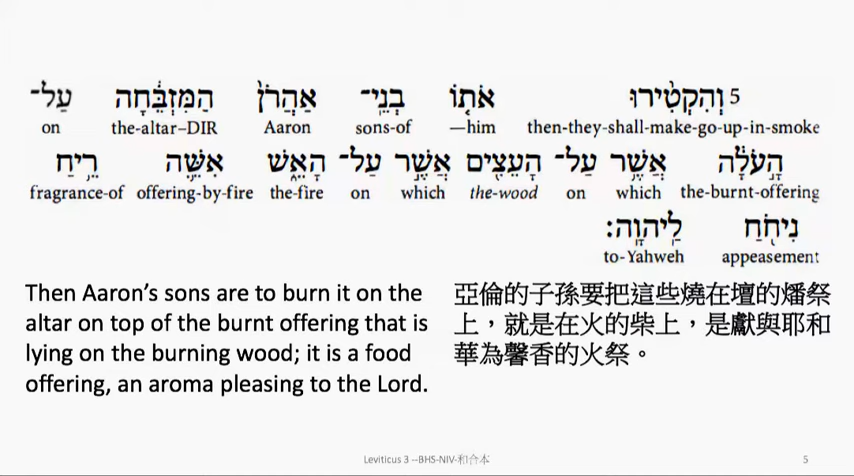 5 וְהִקְטִ֨ירוּ אֹת֤וֹ בְנֵֽי־ אַהֲרֹן֙ הַמִּזְבֵּ֔חָה עַל־
then-they-shall-make-go-up-in-smoke —him sons-of Aaron the-altar–DIR on
הָ֣עֹלָ֔ה אֲשֶׁ֥ר עַל־ הָעֵצִ֖ים אֲשֶׁ֣ר עַל־ הָאֵ֑שׁ אִשֵּׁ֛ה רֵ֥יחַ
the-burnt-offering which on the-wood which on the-fire offering-by-fire fragrance-of
נִיחֹ֖חַ לַֽיהוָֽה׃
appeasement to-Yahweh
Then Aaron’s sons are to burn it on the
altar on top of the burnt offering that is
lying on the burning wood; it is a food
offering, an aroma pleasing to the Lord.
亞倫的子孫要把這些燒在壇的燔祭
上，就是在火的柴上，是獻與耶和
華為馨香的火祭。
Leviticus 3 --BHS-NIV-和合本
5